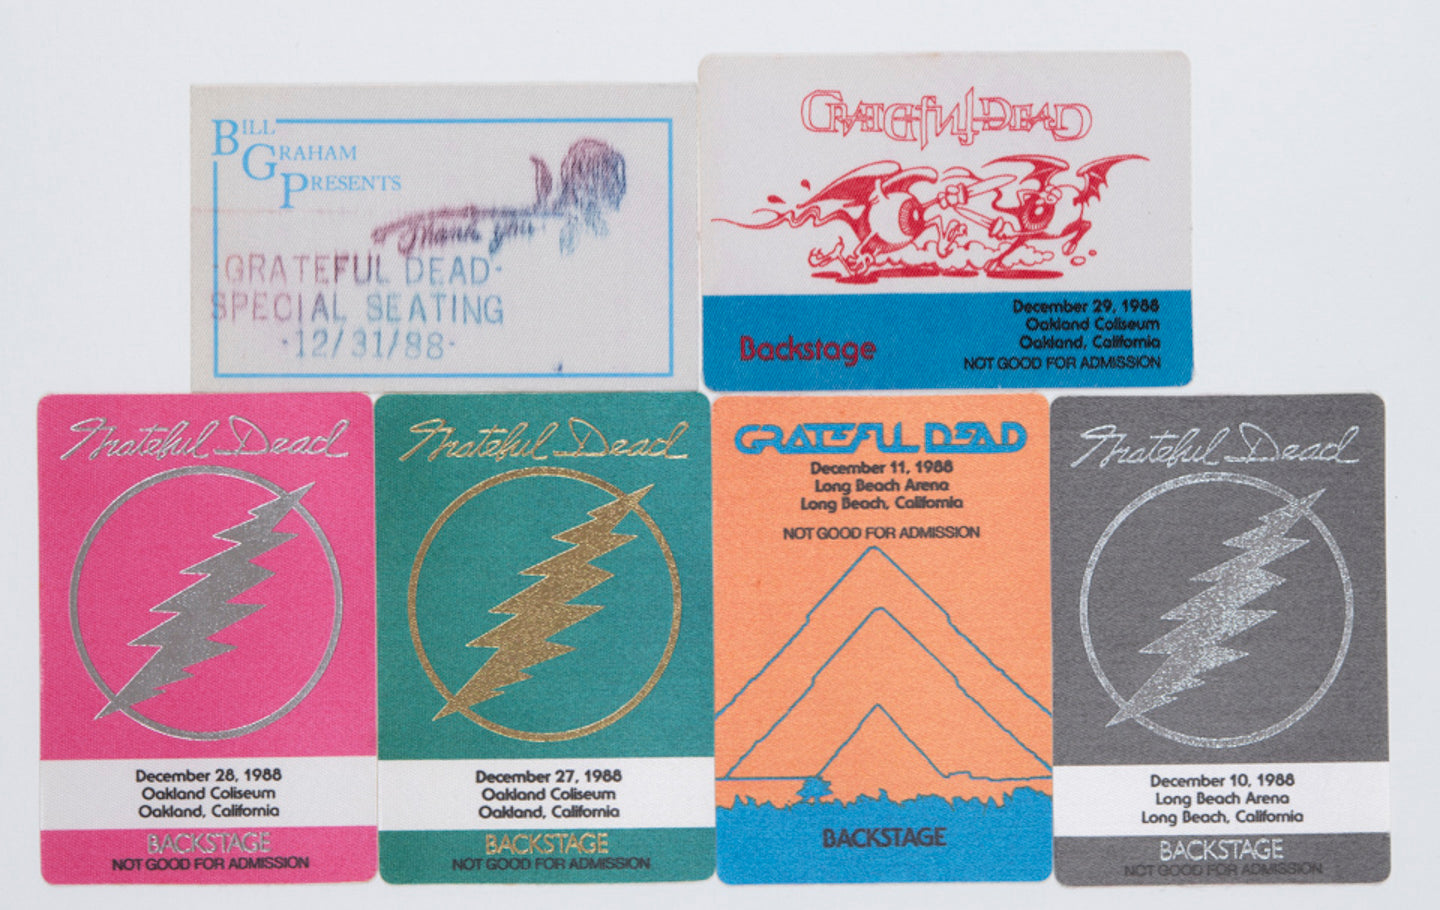 BILL
GRAHAM
PRESENTS
Thank you
GRATEFUL DEAD·
SPECIAL SEATING
·12/31/88·
GRATEFUL DEAD
December 29, 1988
Oakland Coliseum
Oakland, California
Backstage
NOT GOOD FOR ADMISSION
Grateful Dead
December 28, 1988
Oakland Coliseum
Oakland, California
BACKSTAGE
NOT GOOD FOR ADMISSION
Grateful Dead
December 27, 1988
Oakland Coliseum
Oakland, California
BACKSTAGE
NOT GOOD FOR ADMISSION
GRATEFUL DEAD
December 11, 1988
Long Beach Arena
Long Beach, California
NOT GOOD FOR ADMISSION
BACKSTAGE
Grateful Dead
December 10, 1988
Long Beach Arena
Long Beach, California
BACKSTAGE
NOT GOOD FOR ADMISSION